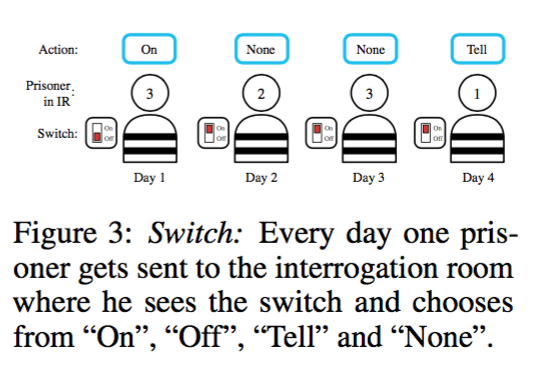 Action: On None None Tell
Prisoner in IR: 3 2 3 1
Switch: On Off On Off On Off On Off
Day 1 Day 2 Day 3 Day 4
Figure 3: Switch: Every day one pris-
oner gets sent to the interrogation room
where he sees the switch and chooses
from “On”, “Off”, “Tell” and “None”.